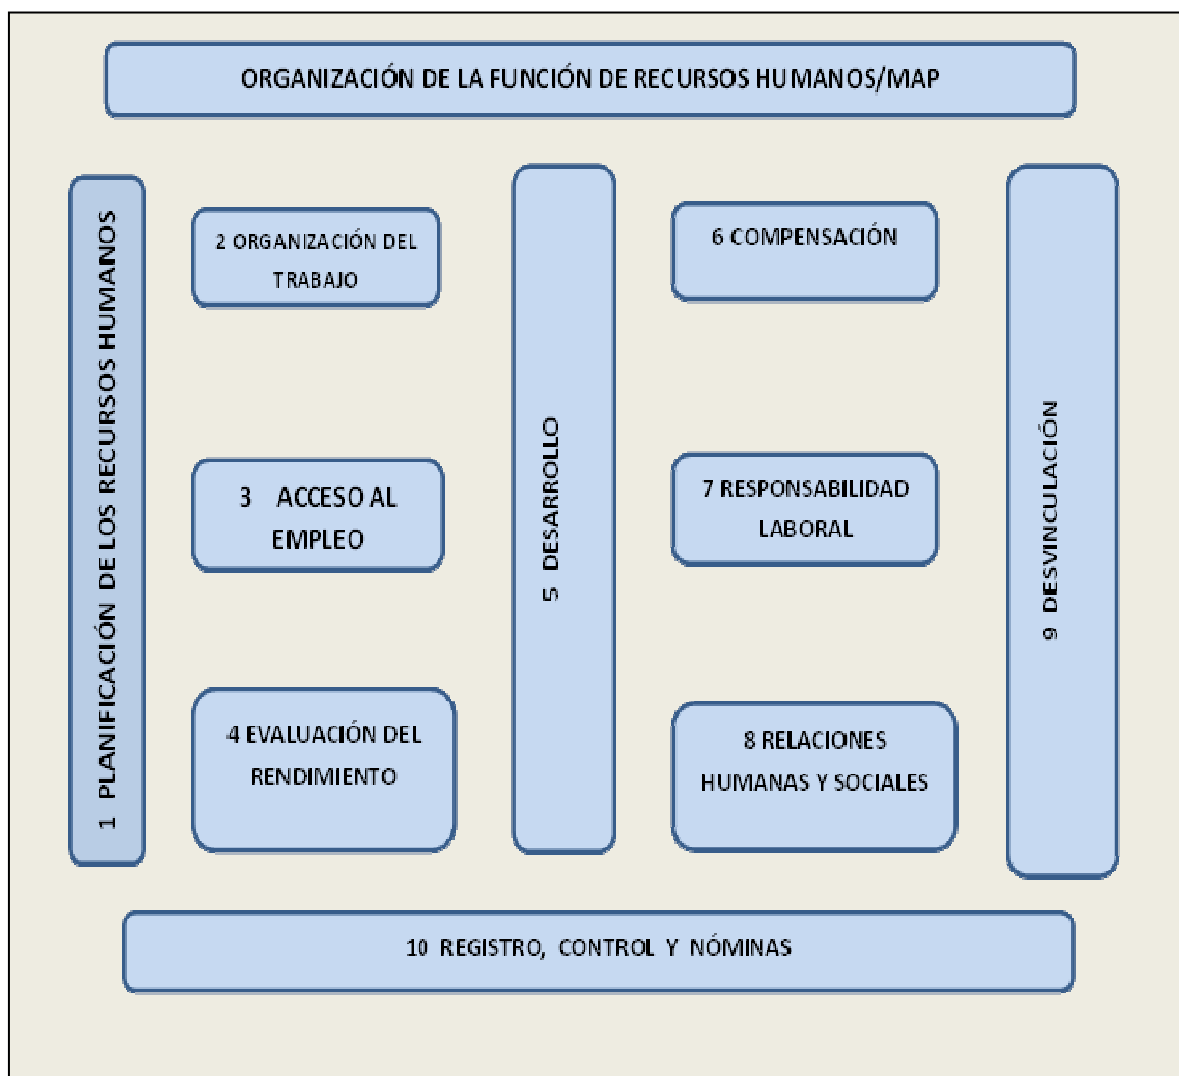 ORGANIZACIÓN DE LA FUNCIÓN DE RECURSOS HUMANOS/MAP
1 PLANIFICACIÓN DE LOS RECURSOS HUMANOS
2 ORGANIZACIÓN DEL
TRABAJO
3 ACCESO AL
EMPLEO
4 EVALUACIÓN DEL
RENDIMIENTO
5 DESARROLLO
6 COMPENSACIÓN
7 RESPONSABILIDAD
LABORAL
8 RELACIONES
HUMANAS Y SOCIALES
9 DESVINCULACIÓN
10 REGISTRO, CONTROL Y NÓMINAS